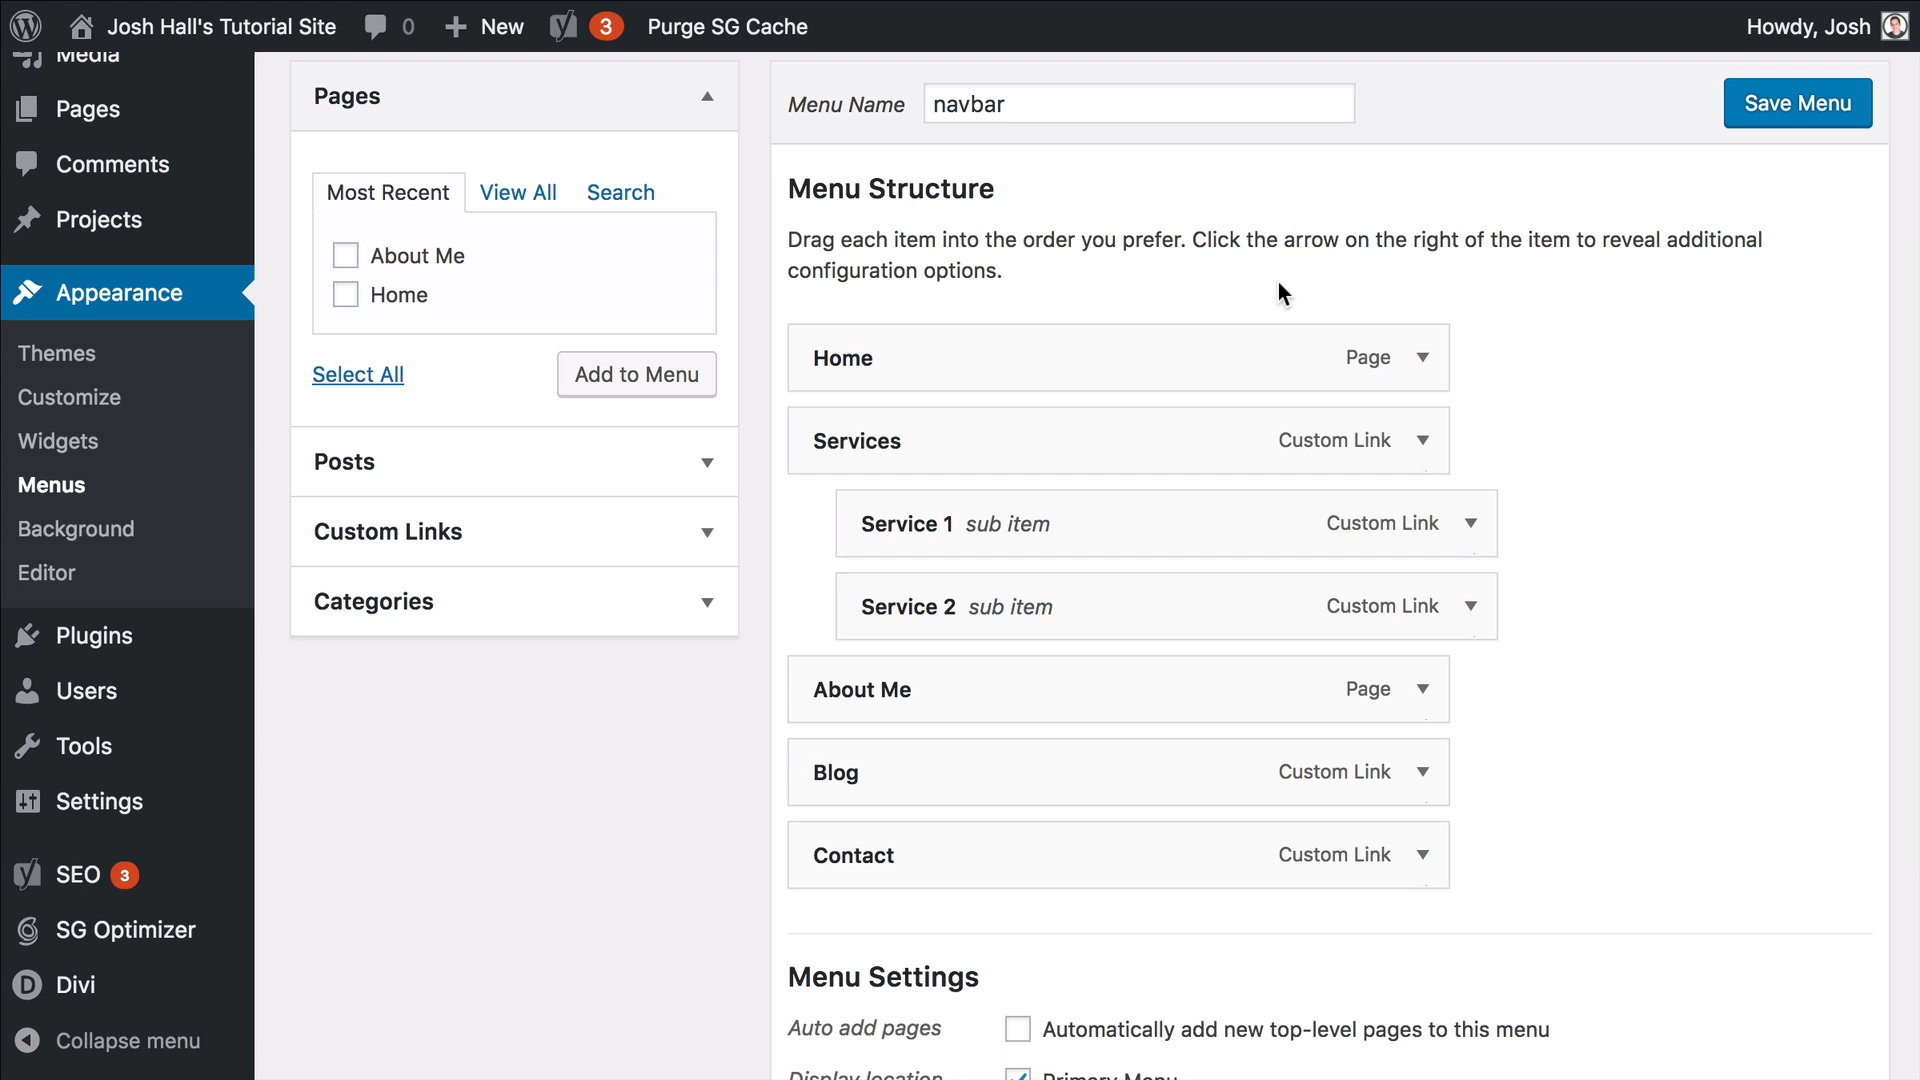 Josh Hall's Tutorial Site 0 New 3 Purge SG Cache Howdy, Josh
Media
Pages
Comments
Projects
Appearance
Themes
Customize
Widgets
Menus
Background
Editor
Plugins
Users
Tools
Settings
SEO 3
SG Optimizer
Divi
Collapse menu
Pages
Most Recent View All Search
About Me
Home
Select All Add to Menu
Posts
Custom Links
Categories
Menu Name navbar Save Menu
Menu Structure
Drag each item into the order you prefer. Click the arrow on the right of the item to reveal additional
configuration options.
Home Page
Services Custom Link
Service 1 sub item Custom Link
Service 2 sub item Custom Link
About Me Page
Blog Custom Link
Contact Custom Link
Menu Settings
Auto add pages Automatically add new top-level pages to this menu
Display location Primary Menu